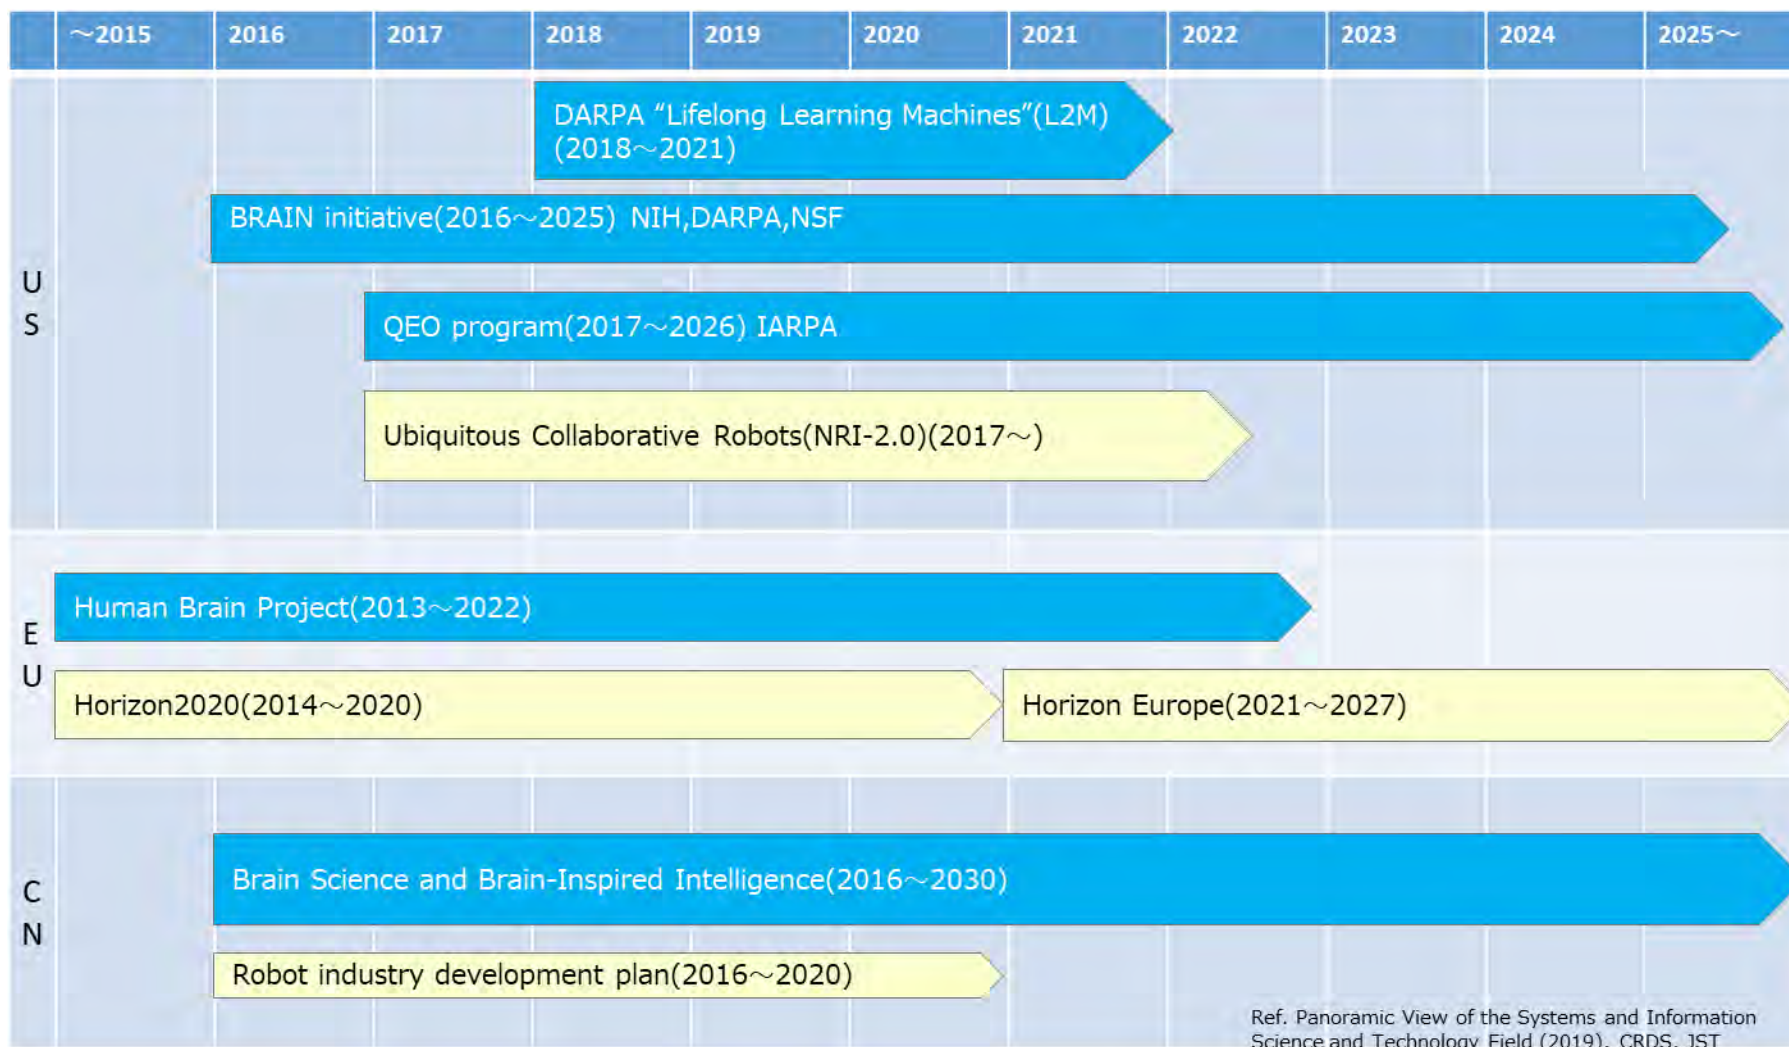 ～2015 2016 2017 2018 2019 2020 2021 2022 2023 2024 2025～
US
DARPA “Lifelong Learning Machines”(L2M)
(2018～2021)
BRAIN initiative(2016～2025) NIH,DARPA,NSF
QEO program(2017～2026) IARPA
Ubiquitous Collaborative Robots(NRI-2.0)(2017～)
EU
Human Brain Project(2013～2022)
Horizon2020(2014～2020) Horizon Europe(2021～2027)
CN
Brain Science and Brain-Inspired Intelligence(2016～2030)
Robot industry development plan(2016～2020)
Ref. Panoramic View of the Systems and Information
Science and Technology Field (2019), CRDS, JST